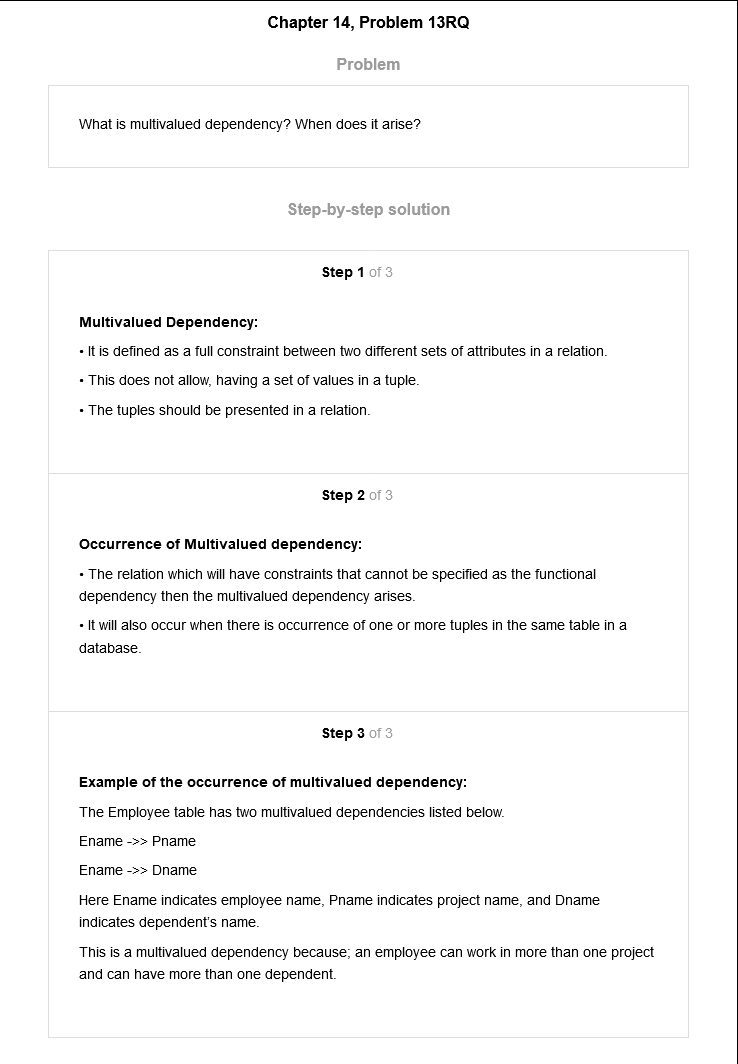 Chapter 14, Problem 13RQ
Problem
What is multivalued dependency? When does it arise?
Step-by-step solution
Step 1 of 3
Multivalued Dependency:
• It is defined as a full constraint between two different sets of attributes in a relation.
• This does not allow, having a set of values in a tuple.
• The tuples should be presented in a relation.
Step 2 of 3
Occurrence of Multivalued dependency:
• The relation which will have constraints that cannot be specified as the functional
dependency then the multivalued dependency arises.
• It will also occur when there is occurrence of one or more tuples in the same table in a
database.
Step 3 of 3
Example of the occurrence of multivalued dependency:
The Employee table has two multivalued dependencies listed below.
Ename ->> Pname
Ename ->> Dname
Here Ename indicates employee name, Pname indicates project name, and Dname
indicates dependent's name.
This is a multivalued dependency because; an employee can work in more than one project
and can have more than one dependent.